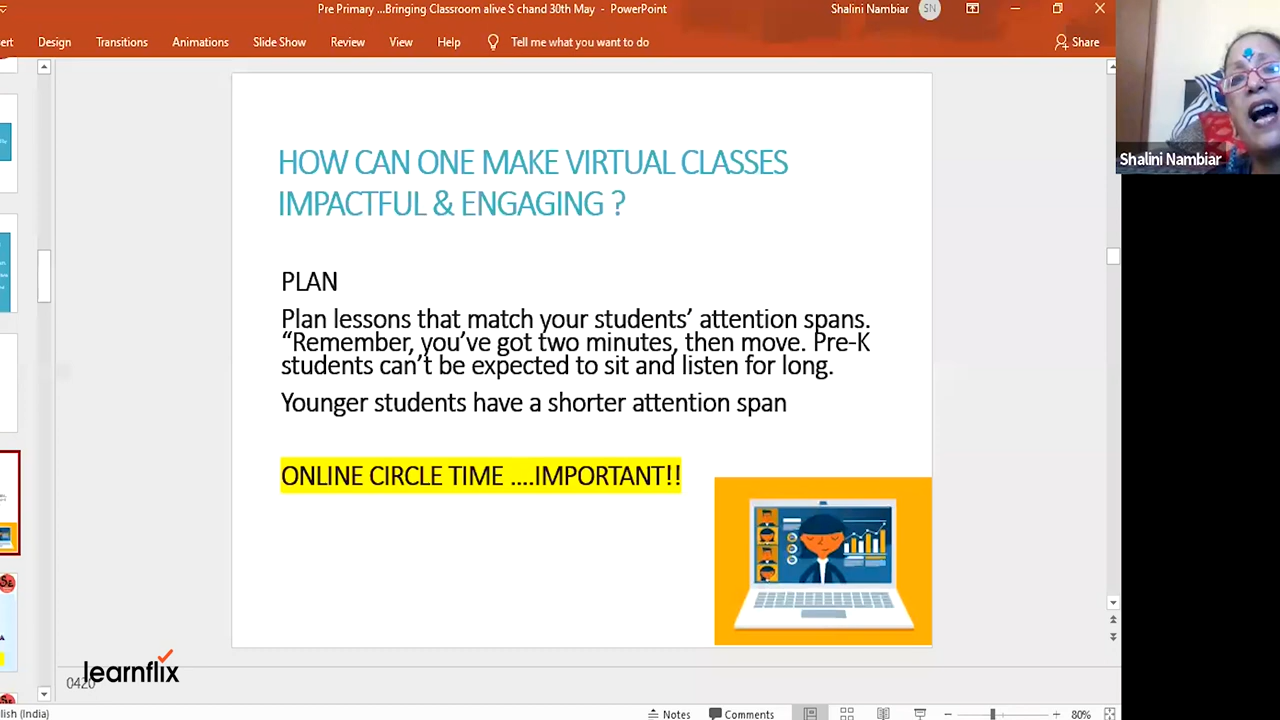 Pre Primary ...Bringing Classroom alive S chand 30th May - PowerPoint
Shalini Nambiar SN
Design Transitions Animations Slide Show Review View Help Tell me what you want to do Share
HOW CAN ONE MAKE VIRTUAL CLASSES
IMPACTFUL & ENGAGING ?
PLAN
Plan lessons that match your students’ attention spans.
“Remember, you’ve got two minutes, then move. Pre-K
students can’t be expected to sit and listen for long.
Younger students have a shorter attention span
ONLINE CIRCLE TIME ....IMPORTANT!!
Shalini Nambiar
learnflix
0420
(India)
Notes Comments 80%